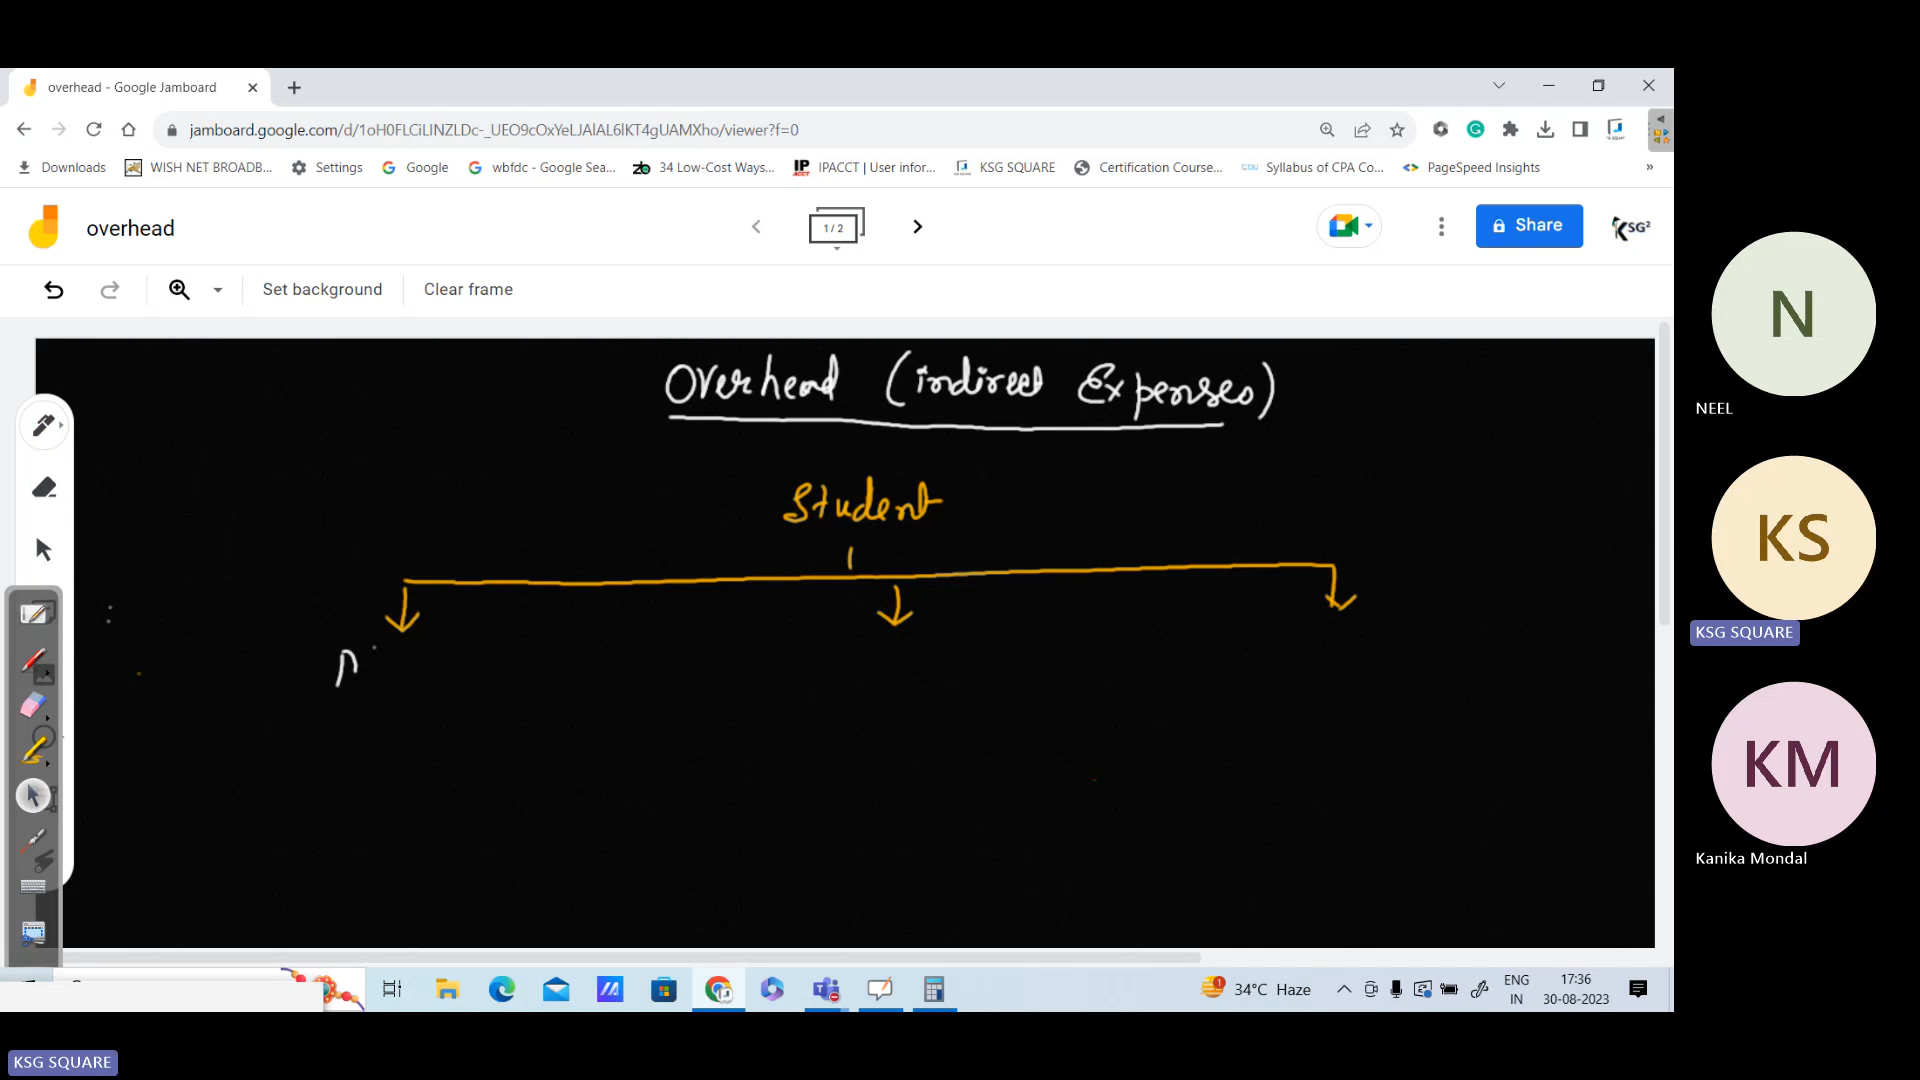 overhead - Google Jamboard
jamboard.google.com/d/1oH0FLCiLINZLDc-_UEO9cOxYeLJAlAL6lKT4gUAMXho/viewer?f=0
Downloads WISH NET BROADB... Settings Google wbfdc - Google Sea... 34 Low-Cost Ways... IPACCT | User infor... KSG SQUARE Certification Course... Syllabus of CPA Co... PageSpeed Insights »
overhead
1 / 2
Share
KSG²
Set background Clear frame
Overhead (indirect Expenses)
Student
N
NEEL
KS
KSG SQUARE
KM
Kanika Mondal
34°C Haze
ENG
IN
17:36
30-08-2023
KSG SQUARE